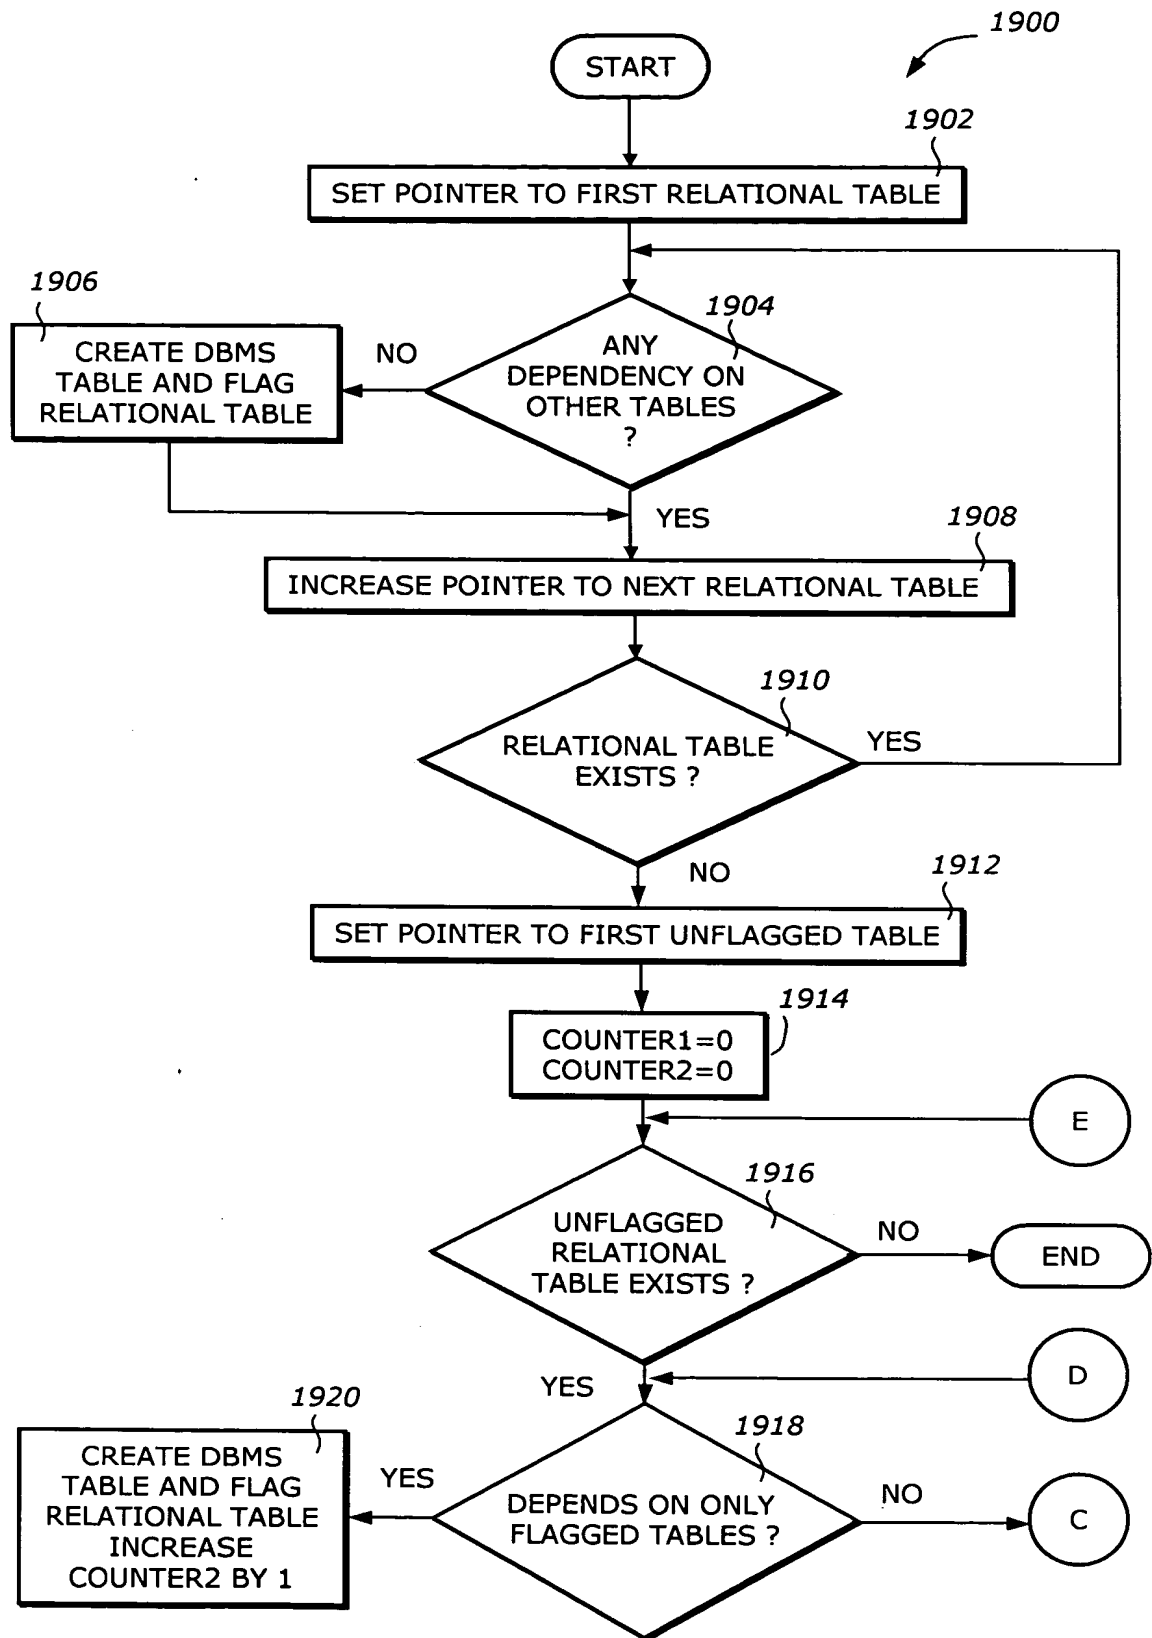 1900
START
1902
SET POINTER TO FIRST RELATIONAL TABLE
1906
CREATE DBMS
TABLE AND FLAG
RELATIONAL TABLE
NO
1904
ANY
DEPENDENCY ON
OTHER TABLES
?
YES
1908
INCREASE POINTER TO NEXT RELATIONAL TABLE
1910
RELATIONAL TABLE
EXISTS ?
YES
NO
1912
SET POINTER TO FIRST UNFLAGGED TABLE
1914
COUNTER1=0
COUNTER2=0
E
1916
UNFLAGGED
RELATIONAL
TABLE EXISTS ?
NO
END
YES
D
1920
CREATE DBMS
TABLE AND FLAG
RELATIONAL TABLE
INCREASE
COUNTER2 BY 1
YES
1918
DEPENDS ON ONLY
FLAGGED TABLES ?
NO
C